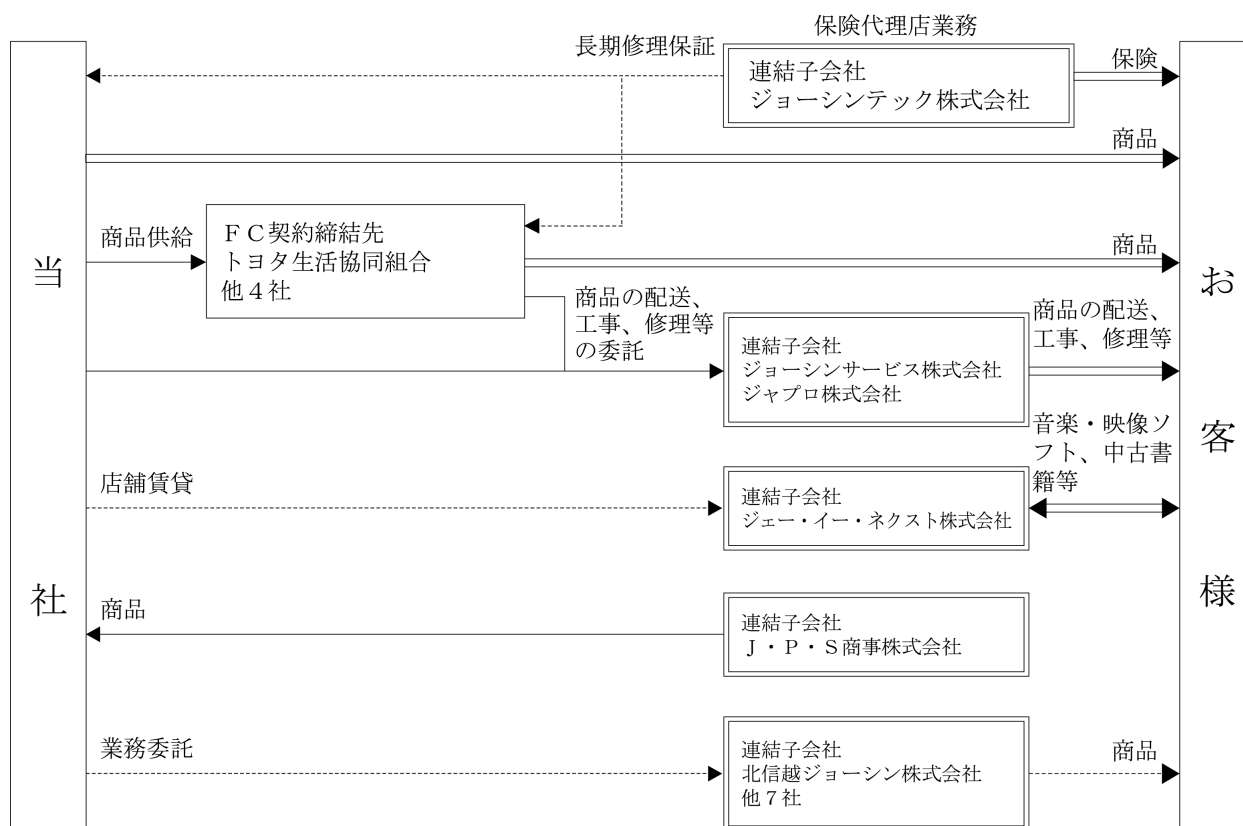 保険代理店業務
長期修理保証
連結子会社
ジョーシンテック株式会社
保険
商品
商品供給
ＦＣ契約締結先
トヨタ生活協同組合
他４社
商品
商品の配送、
工事、修理等
の委託
連結子会社
ジョーシンサービス株式会社
ジャプロ株式会社
商品の配送、
工事、修理等
店舗賃貸
連結子会社
ジェー・イー・ネクスト株式会社
音楽・映像ソ
フト、中古書
籍等
商品
連結子会社
Ｊ・Ｐ・Ｓ商事株式会社
業務委託
連結子会社
北信越ジョーシン株式会社
他７社
商品
当社
お客様